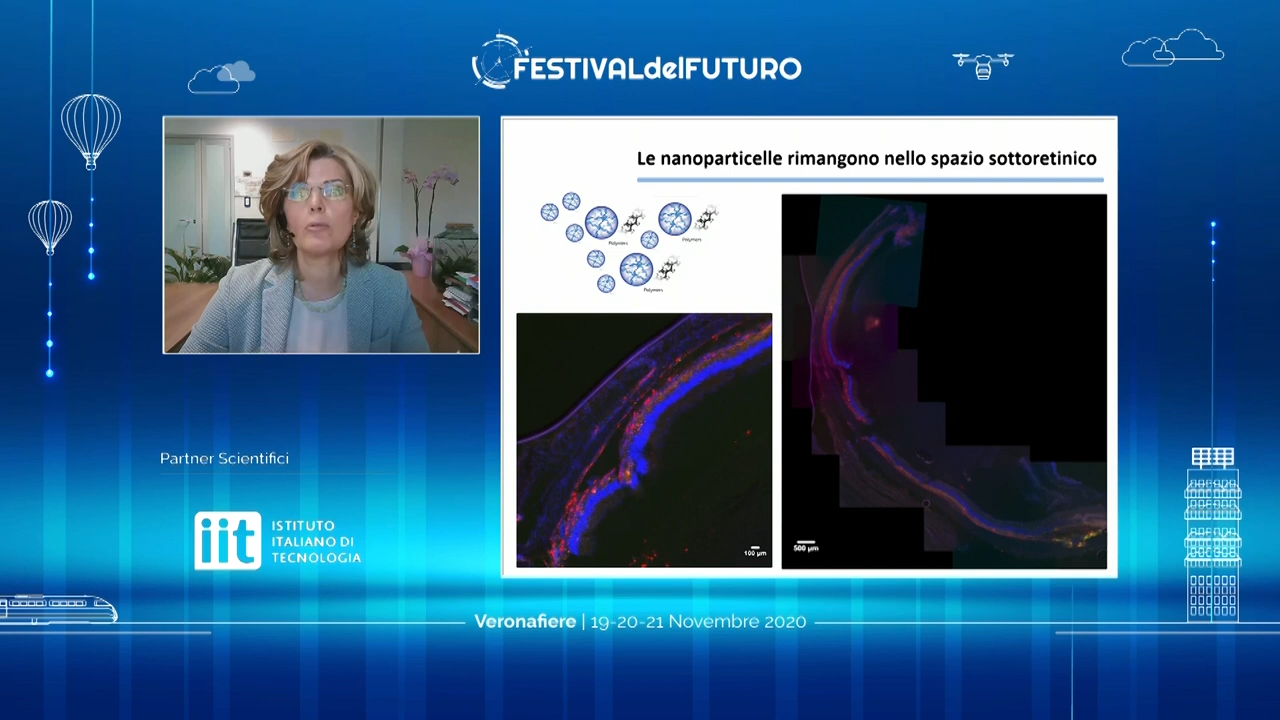 FESTIVALdelFUTURO
Le nanoparticelle rimangono nello spazio sottoretinico
Polymers
Polymers
Polymers
100 µm
500 µm
Partner Scientifici
iit
ISTITUTO
ITALIANO DI
TECNOLOGIA
Veronafiere | 19-20-21 Novembre 2020